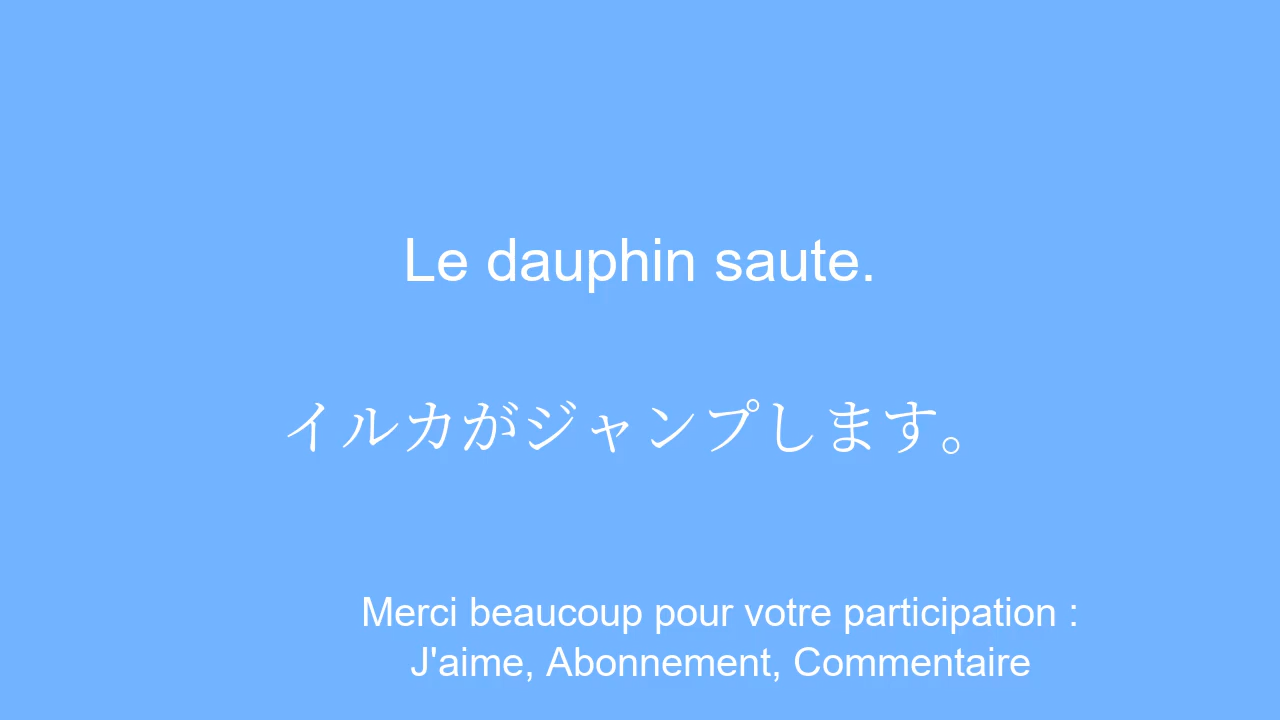 Le dauphin saute.
イルカがジャンプします。
Merci beaucoup pour votre participation :
J'aime, Abonnement, Commentaire